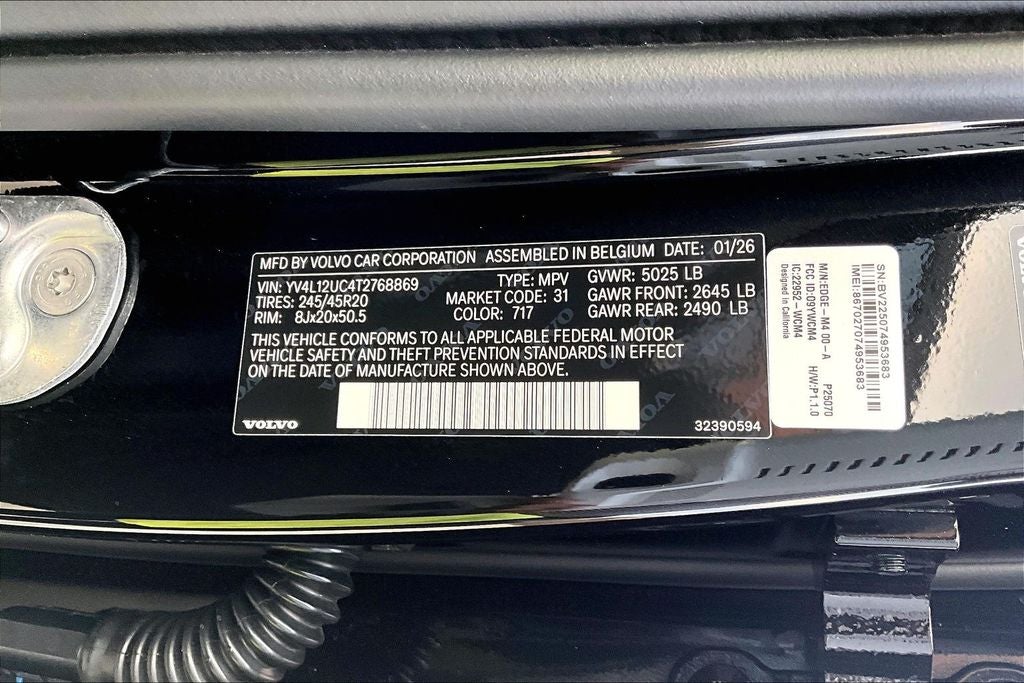 MFD BY VOLVO CAR CORPORATION ASSEMBLED IN BELGIUM DATE: 01/26
VIN: YV4L12UC4T2768869 TYPE: MPV GVWR: 5025 LB
TIRES: 245/45R20 MARKET CODE: 31 GAWR FRONT: 2645 LB
RIM: 8Jx20x50.5 COLOR: 717 GAWR REAR: 2490 LB
THIS VEHICLE CONFORMS TO ALL APPLICABLE FEDERAL MOTOR
VEHICLE SAFETY AND THEFT PREVENTION STANDARDS IN EFFECT
ON THE DATE OF MANUFACTURE SHOWN ABOVE.
VOLVO 32390594
SN:BV225074953683
IMEI:867027074953683
M/N:EDGE-M4 00-A P25070
FCC ID:09YWCM4 H/W:P1.1.0
IC:22952-WCM4
Designed in California